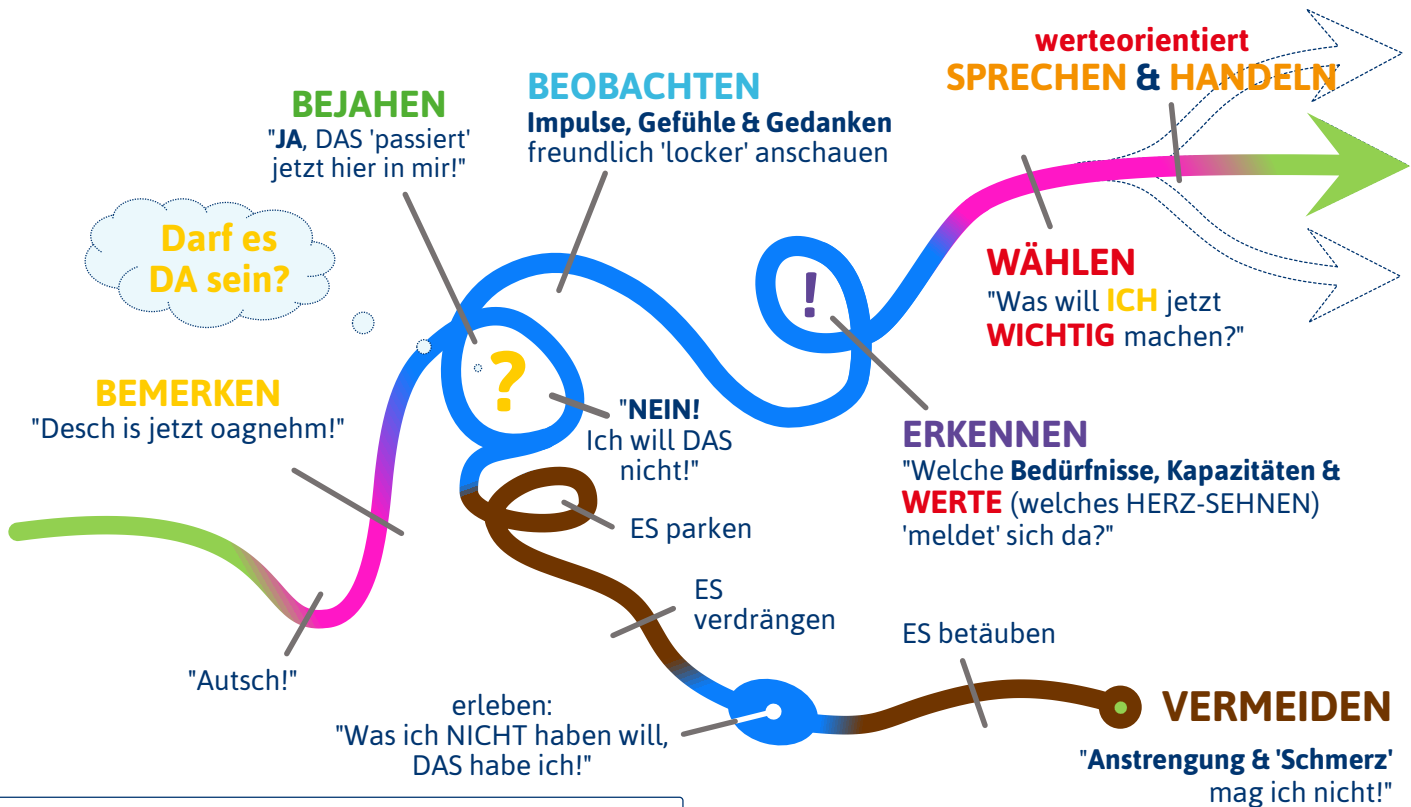 werteorientiert
SPRECHEN & HANDELN
BEJAHEN
"JA, DAS 'passiert'
jetzt hier in mir!"
BEOBACHTEN
Impulse, Gefühle & Gedanken
freundlich 'locker' anschauen
Darf es
DA sein?
?
!
WÄHLEN
"Was will ICH jetzt
WICHTIG machen?"
BEMERKEN
"Desch is jetzt oagnehm!"
"NEIN!
Ich will DAS
nicht!"
ERKENNEN
"Welche Bedürfnisse, Kapazitäten &
WERTE (welches HERZ-SEHNEN)
'meldet' sich da?"
ES parken
ES
verdrängen
ES betäuben
"Autsch!"
erleben:
"Was ich NICHT haben will,
DAS habe ich!"
VERMEIDEN
"Anstrengung & 'Schmerz'
mag ich nicht!"